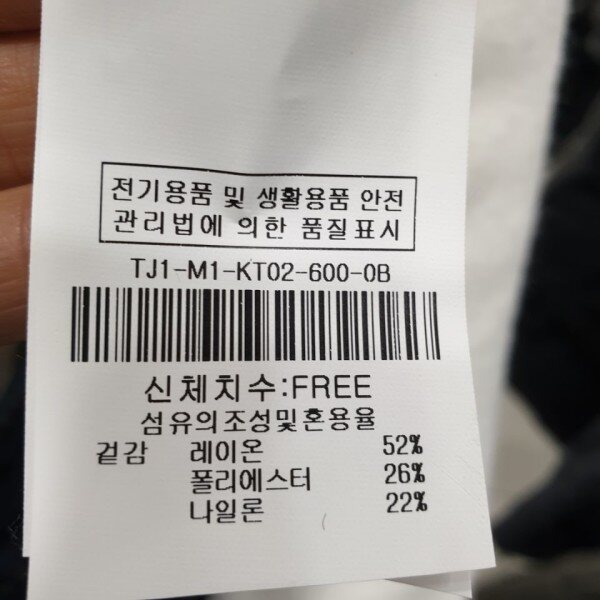 전기용품 및 생활용품 안전
관리법에 의한 품질표시
TJ1-M1-KT02-600-0B
신체치수:FREE
섬유의조성및혼용율
겉감 레이온 52%
폴리에스터 26%
나일론 22%